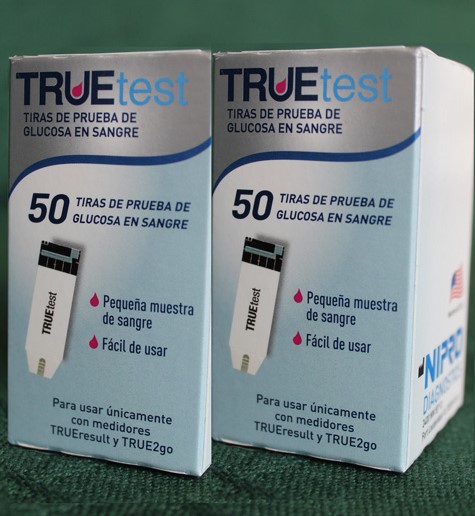 TRUEtest
TIRAS DE PRUEBA DE
GLUCOSA EN SANGRE
50 TIRAS DE PRUEBA DE
GLUCOSA EN SANGRE
TRUEtest
Pequeña muestra
de sangre
Fácil de usar
Para usar únicamente
con medidores
TRUEresult y TRUE2go
TRUEtest
TIRAS DE PRUEBA DE
GLUCOSA EN SANGRE
50 TIRAS DE PRUEBA DE
GLUCOSA EN SANGRE
TRUEtest
Pequeña muestra
de sangre
Fácil de usar
Para usar únicamente
con medidores
TRUEresult y TRUE2go
NIPRO